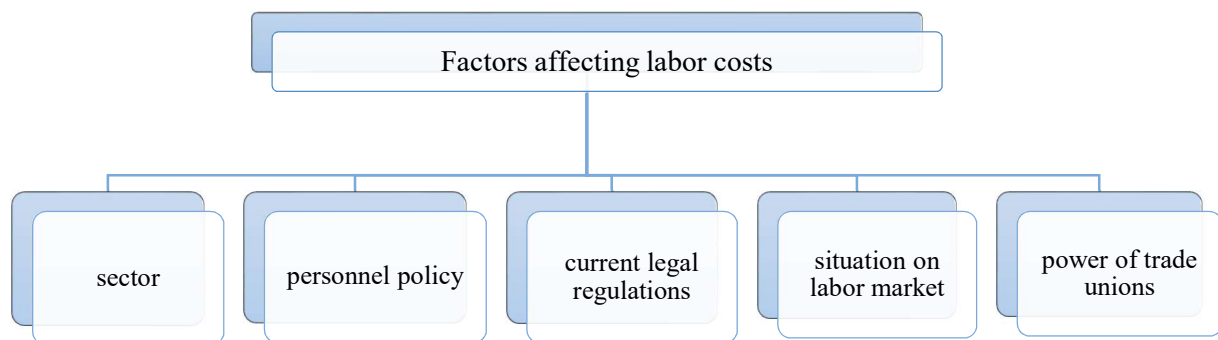 Factors affecting labor costs
sector
personnel policy
current legal
regulations
situation on
labor market
power of trade
unions